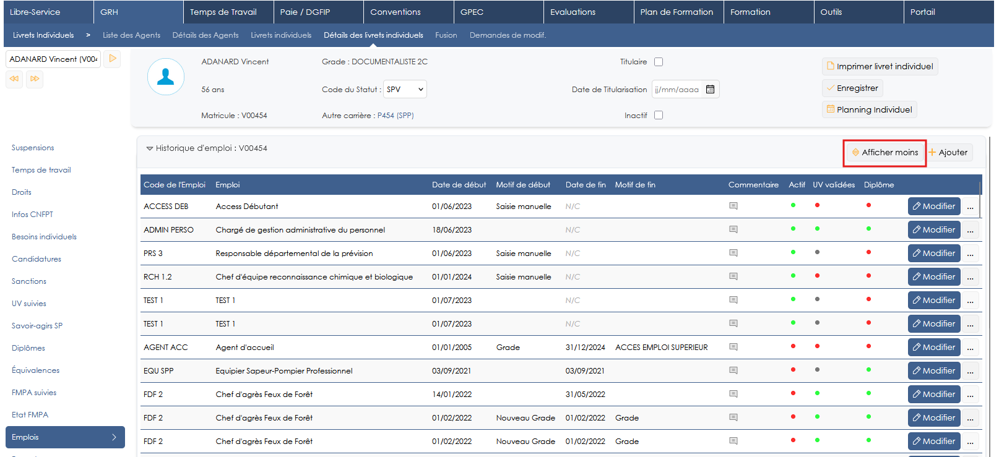 Libre-Service GRH Temps de Travail Paie / DGFIP Conventions GPEC Evaluations Plan de Formation Formation Outils Portail
Livrets Individuels > Liste des Agents Détails des Agents Livrets individuels Détails des livrets individuels Fusion Demandes de modif.
ADANARD Vincent (V004
ADANARD Vincent Grade : DOCUMENTALISTE 2C Titulaire Imprimer livret individuel
56 ans Code du Statut : SPV Date de Titularisation jj/mm/aaaa Enregistrer
Matricule : V00454 Autre carrière : P454 (SPP) Inactif Planning Individuel
Suspensions
Temps de travail
Droits
Infos CNFPT
Besoins individuels
Candidatures
Sanctions
UV suivies
Savoir-agirs SP
Diplômes
Équivalences
FMPA suivies
Etat FMPA
Emplois
Historique d'emploi : V00454 Afficher moins Ajouter
Code de l'Emploi Emploi Date de début Motif de début Date de fin Motif de fin Commentaire Actif UV validées Diplôme
ACCESS DEB Access Débutant 01/06/2023 Saisie manuelle N/C Modifier ...
ADMIN PERSO Chargé de gestion administrative du personnel 18/06/2023 N/C Modifier ...
PRS 3 Responsable départemental de la prévision 01/06/2023 Saisie manuelle N/C Modifier ...
RCH 1.2 Chef d'équipe reconnaissance chimique et biologique 01/01/2024 Saisie manuelle N/C Modifier ...
TEST 1 TEST 1 01/07/2023 N/C Modifier ...
TEST 1 TEST 1 01/07/2023 N/C Modifier ...
AGENT ACC Agent d'accueil 01/01/2005 Grade 31/12/2024 ACCES EMPLOI SUPERIEUR Modifier ...
EQU SPP Equipier Sapeur-Pompier Professionnel 03/09/2021 03/09/2021 Modifier ...
FDF 2 Chef d'agrès Feux de Forêt 14/01/2022 31/05/2022 Modifier ...
FDF 2 Chef d'agrès Feux de Forêt 01/02/2022 Nouveau Grade 01/02/2022 Grade Modifier ...
FDF 2 Chef d'agrès Feux de Forêt 01/02/2022 Nouveau Grade 01/02/2022 Grade Modifier ...